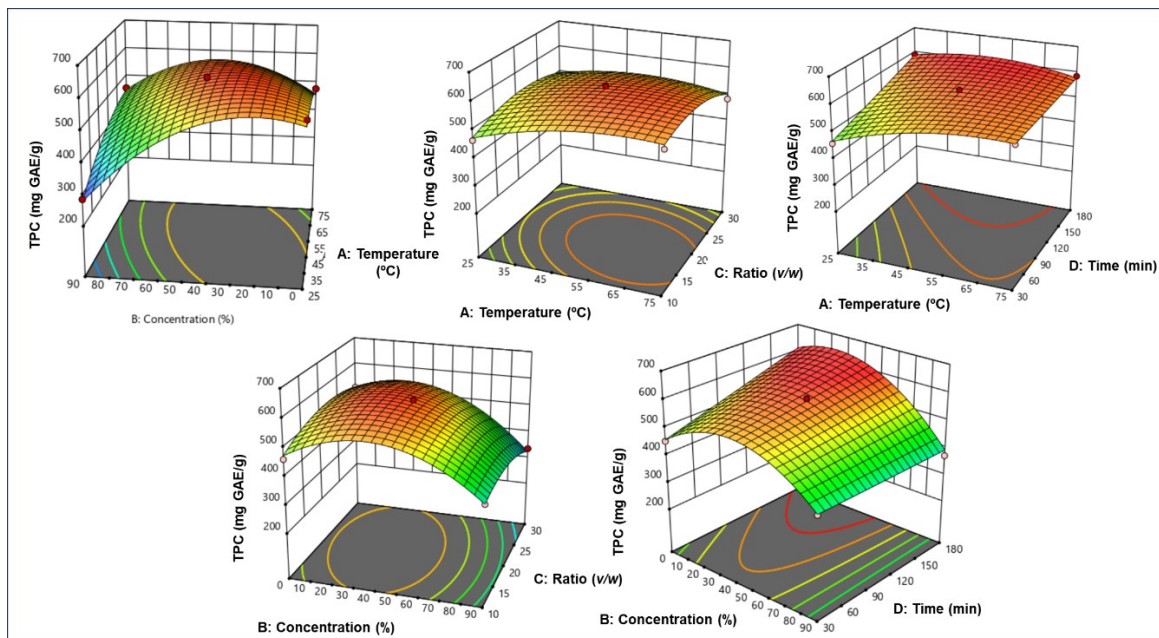 TPC (mg GAE/g)
700
600
500
400
300
200
90 80 70 60 50 40 30 20 10 0
B: Concentration (%)
75
65
55
45
35
25
A: Temperature
(ºC)
TPC (mg GAE/g)
700
600
500
400
300
200
25 35 45 55 65 75
A: Temperature (ºC)
30
25
20
15
10
C: Ratio (v/w)
TPC (mg GAE/g)
700
600
500
400
300
200
25 35 45 55 65 75
A: Temperature (ºC)
180
150
120
90
60
30
D: Time (min)
TPC (mg GAE/g)
700
600
500
400
300
200
0 10 20 30 40 50 60 70 80 90
B: Concentration (%)
30
25
20
15
10
C: Ratio (v/w)
TPC (mg GAE/g)
700
600
500
400
300
200
0 10 20 30 40 50 60 70 80 90
B: Concentration (%)
180
150
120
90
60
30
D: Time (min)